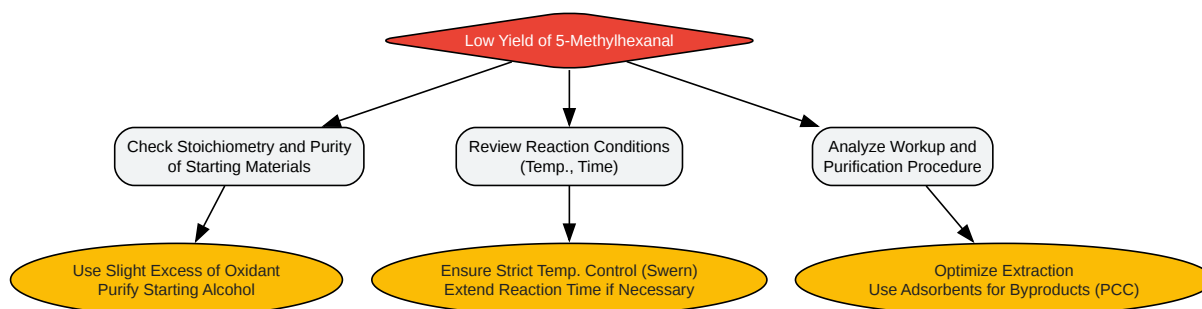 Low Yield of 5-Methylhexanal
Check Stoichiometry and Purity
of Starting Materials
Review Reaction Conditions
(Temp., Time)
Analyze Workup and
Purification Procedure
Use Slight Excess of Oxidant
Purify Starting Alcohol
Ensure Strict Temp. Control (Swern)
Extend Reaction Time if Necessary
Optimize Extraction
Use Adsorbents for Byproducts (PCC)